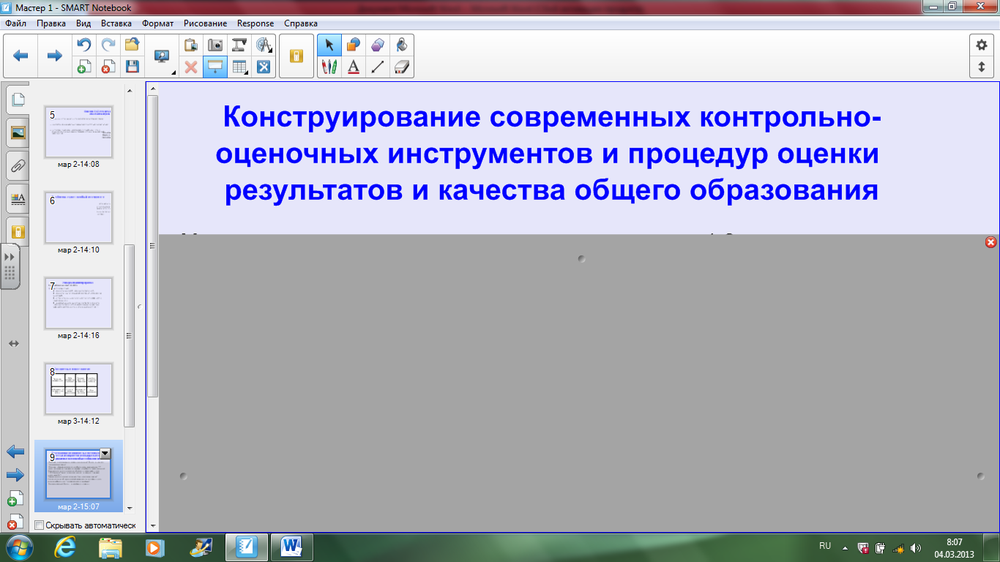 Мастер 1 - SMART Notebook
Файл Правка Вид Вставка Формат Рисование Response Справка
5
мар 2-14:08
6
мар 2-14:10
7
мар 2-14:16
8
мар 3-14:12
9
мар 2-15:07
Скрывать автоматическ
Конструирование современных контрольно-
оценочных инструментов и процедур оценки
результатов и качества общего образования
RU
8:07
04.03.2013